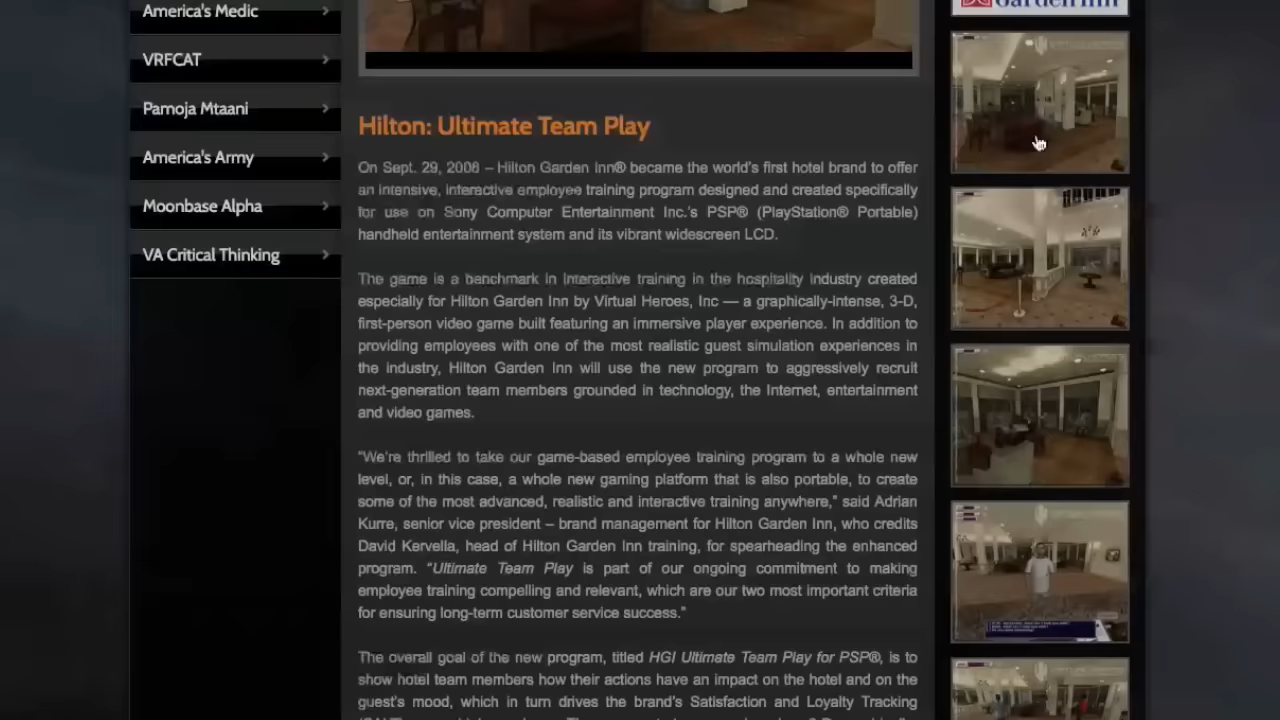 America's Medic
VRFCAT
Pamoja Mtaani
America's Army
Moonbase Alpha
VA Critical Thinking
Hilton: Ultimate Team Play
On Sept. 29, 2008 – Hilton Garden Inn® became the world's first hotel brand to offer
an intensive, interactive employee training program designed and created specifically
for use on Sony Computer Entertainment Inc.'s PSP® (PlayStation® Portable)
handheld entertainment system and its vibrant widescreen LCD.
The game is a benchmark in interactive training in the hospitality industry created
especially for Hilton Garden Inn by Virtual Heroes, Inc — a graphically-intense, 3-D,
first-person video game built featuring an immersive player experience. In addition to
providing employees with one of the most realistic guest simulation experiences in
the industry, Hilton Garden Inn will use the new program to aggressively recruit
next-generation team members grounded in technology, the Internet, entertainment
and video games.
“We're thrilled to take our game-based employee training program to a whole new
level, or, in this case, a whole new gaming platform that is also portable, to create
some of the most advanced, realistic and interactive training anywhere,” said Adrian
Kurre, senior vice president – brand management for Hilton Garden Inn, who credits
David Kervella, head of Hilton Garden Inn training, for spearheading the enhanced
program. “Ultimate Team Play is part of our ongoing commitment to making
employee training compelling and relevant, which are our two most important criteria
for ensuring long-term customer service success.”
The overall goal of the new program, titled HGI Ultimate Team Play for PSP®, is to
show hotel team members how their actions have an impact on the hotel and on the
guest's mood, which in turn drives the brand's Satisfaction and Loyalty Tracking
Garden Inn